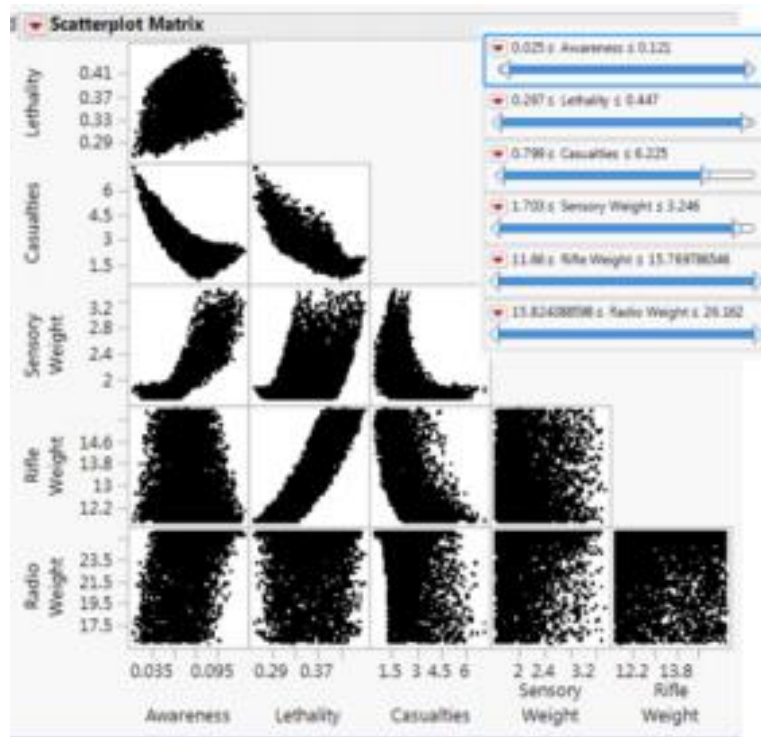 Scatterplot Matrix
0.025 ≤ Awareness ≤ 0.121
0.267 ≤ Lethality ≤ 0.447
0.799 ≤ Casualties ≤ 6.225
1.703 ≤ Sensory Weight ≤ 3.246
≤ Rifle Weight ≤
≤ Radio Weight ≤ 26.162
Lethality
0.41
0.37
0.33
0.29
Casualties
6
4.5
3
1.5
Sensory
Weight
3.2
2.8
2.4
2
Rifle
Weight
14.6
13.8
13
12.2
Radio
Weight
23.5
21.5
19.5
17.5
0.035 0.095 0.29 0.37 1.5 3 4.5 6 2 2.4 3.2 12.2 13.8
Awareness Lethality Casualties Sensory Weight Rifle Weight